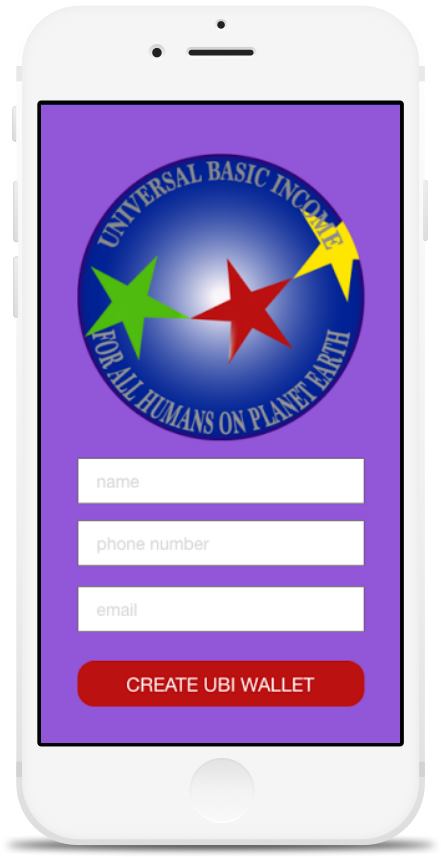 UNIVERSAL BASIC INCOME
FOR ALL HUMANS ON PLANET EARTH
name
phone number
email
CREATE UBI WALLET